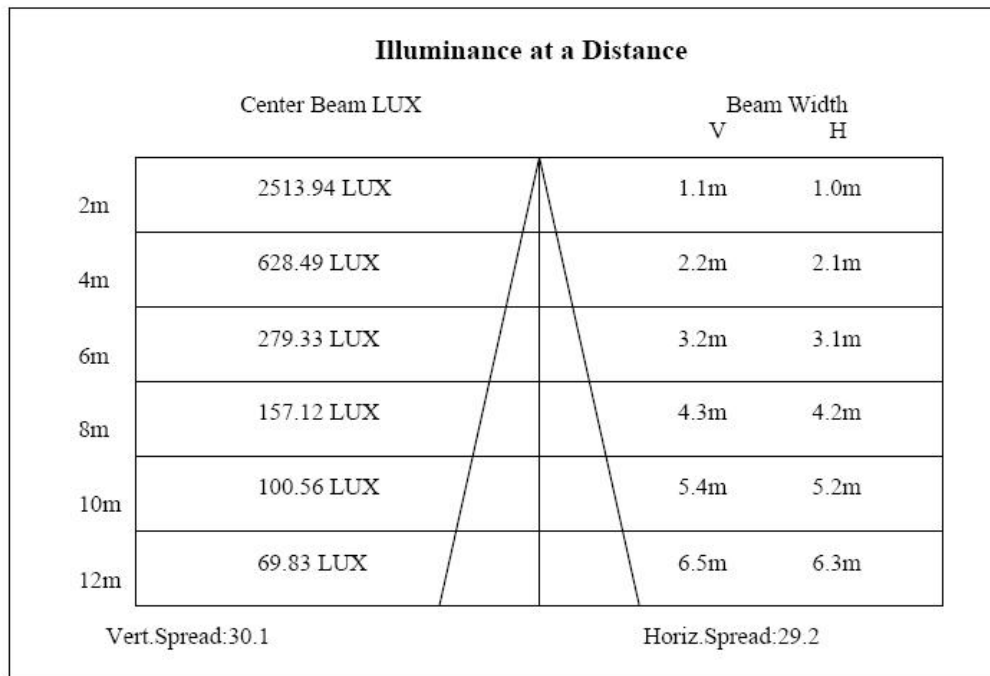 Illuminance at a Distance
Center Beam LUX Beam Width
V H
2m 2513.94 LUX 1.1m 1.0m
4m 628.49 LUX 2.2m 2.1m
6m 279.33 LUX 3.2m 3.1m
8m 157.12 LUX 4.3m 4.2m
10m 100.56 LUX 5.4m 5.2m
12m 69.83 LUX 6.5m 6.3m
Vert.Spread:30.1 Horiz.Spread:29.2